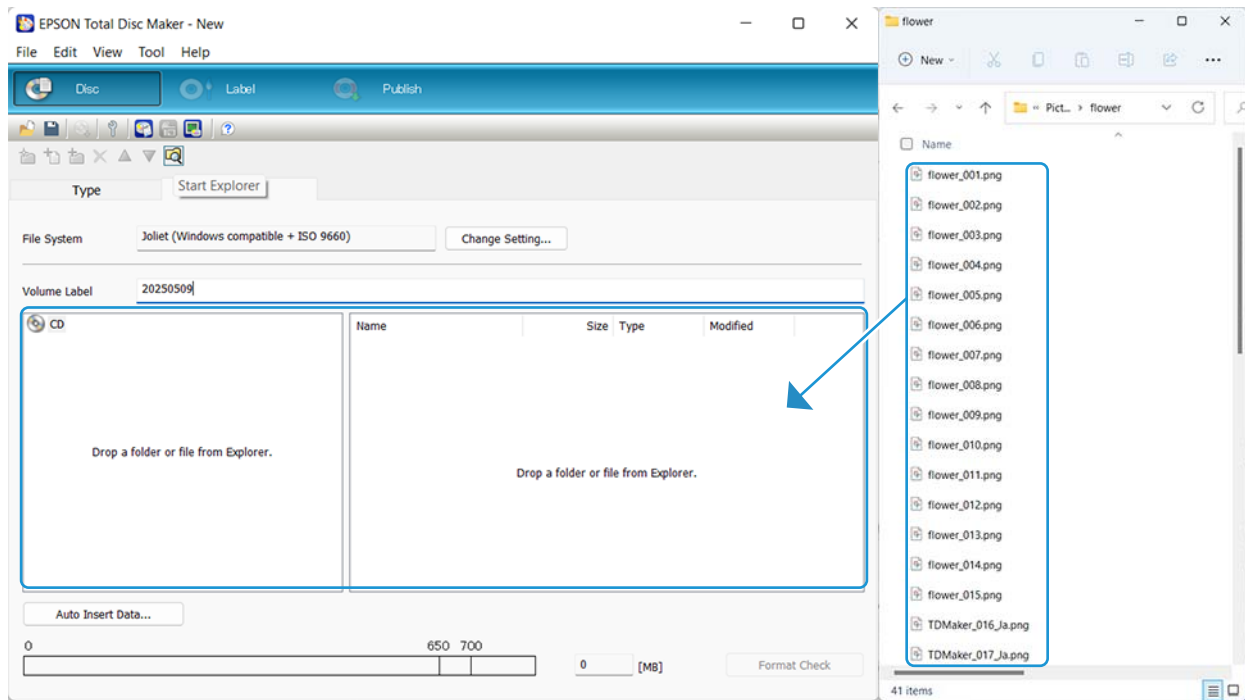 EPSON Total Disc Maker - New
File Edit View Tool Help
Disc Label Publish
Start Explorer
Type
File System Joliet (Windows compatible + ISO 9660) Change Setting...
Volume Label 20250509
CD
Name Size Type Modified
Drop a folder or file from Explorer.
Drop a folder or file from Explorer.
Auto Insert Data...
0 650 700
0 [MB] Format Check
flower
New
« Pict... > flower
Name
flower_001.png
flower_002.png
flower_003.png
flower_004.png
flower_005.png
flower_006.png
flower_007.png
flower_008.png
flower_009.png
flower_010.png
flower_011.png
flower_012.png
flower_013.png
flower_014.png
flower_015.png
TDMaker_016_Ja.png
TDMaker_017_Ja.png
41 items